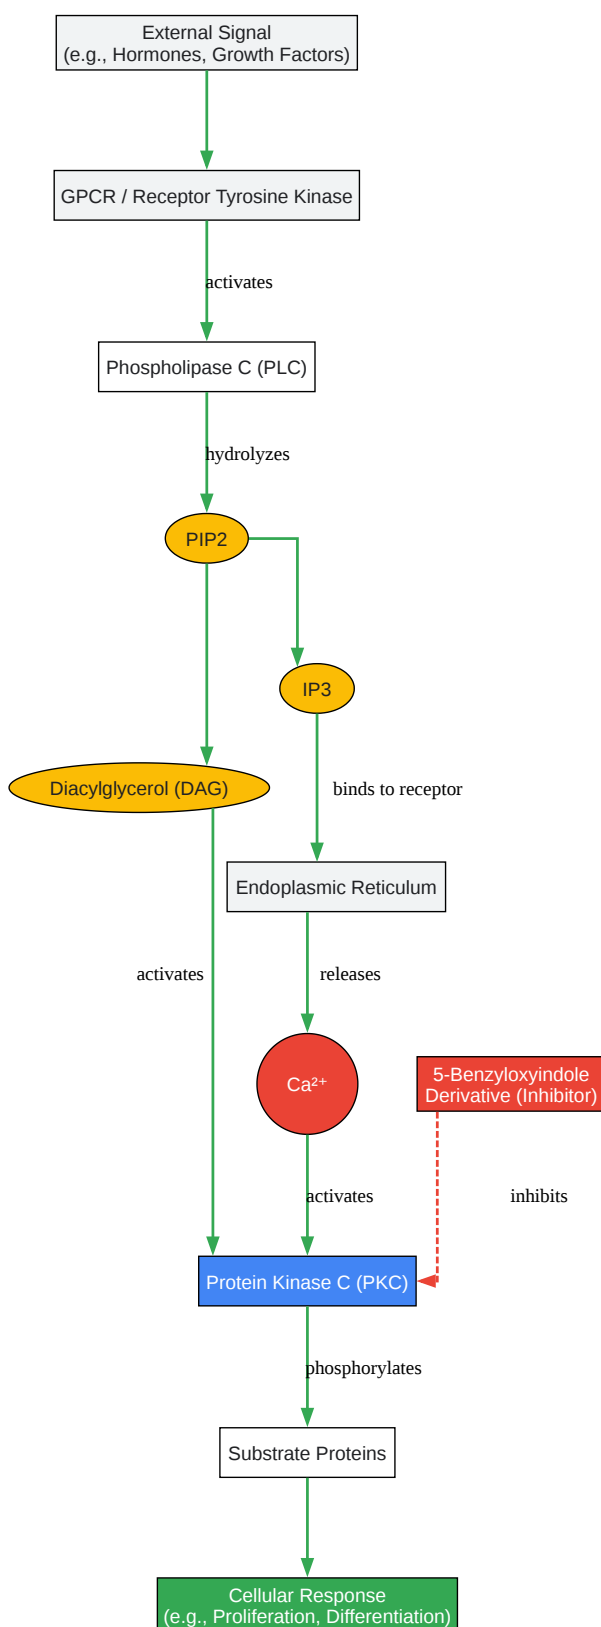 External Signal
(e.g., Hormones, Growth Factors)
GPCR / Receptor Tyrosine Kinase
activates
Phospholipase C (PLC)
hydrolyzes
PIP2
IP3
Diacylglycerol (DAG)
binds to receptor
Endoplasmic Reticulum
activates
releases
Ca²⁺
5-Benzyloxyindole
Derivative (Inhibitor)
activates
inhibits
Protein Kinase C (PKC)
phosphorylates
Substrate Proteins
Cellular Response
(e.g., Proliferation, Differentiation)